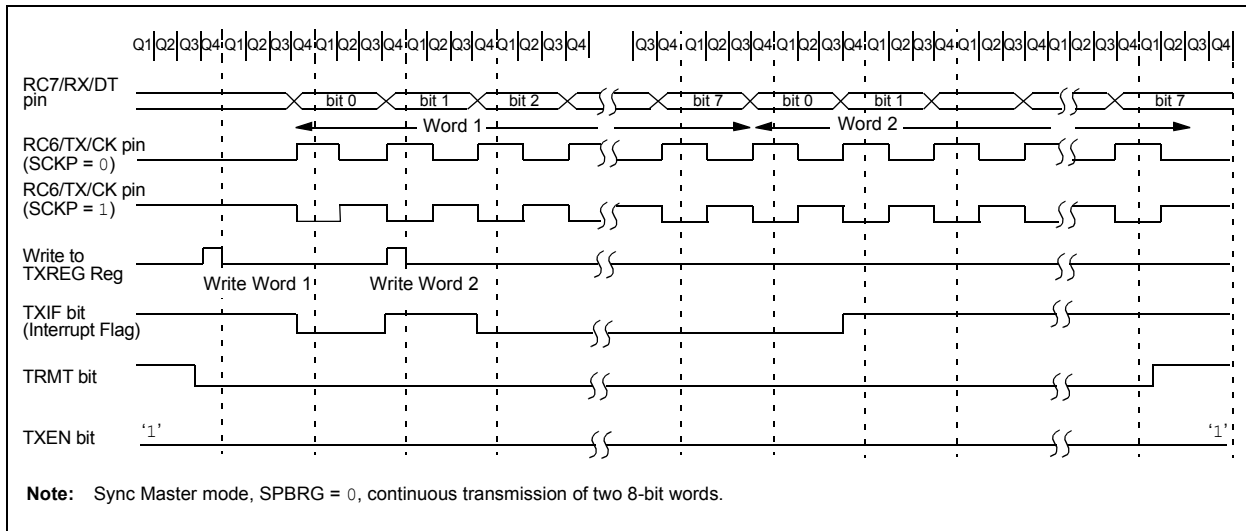 Q1 Q2 Q3 Q4 Q1 Q2 Q3 Q4 Q1 Q2 Q3 Q4 Q1 Q2 Q3 Q4 Q1 Q2 Q3 Q4 Q3 Q4 Q1 Q2 Q3 Q4 Q1 Q2 Q3 Q4 Q1 Q2 Q3 Q4 Q1 Q2 Q3 Q4 Q1 Q2 Q3 Q4
RC7/RX/DT
pin
bit 0 bit 1 bit 2 bit 7 bit 0 bit 1 bit 7
Word 1 Word 2
RC6/TX/CK pin
(SCKP = 0)
RC6/TX/CK pin
(SCKP = 1)
Write to
TXREG Reg
Write Word 1 Write Word 2
TXIF bit
(Interrupt Flag)
TRMT bit
TXEN bit
‘1’ ‘1’
Note: Sync Master mode, SPBRG = 0, continuous transmission of two 8-bit words.